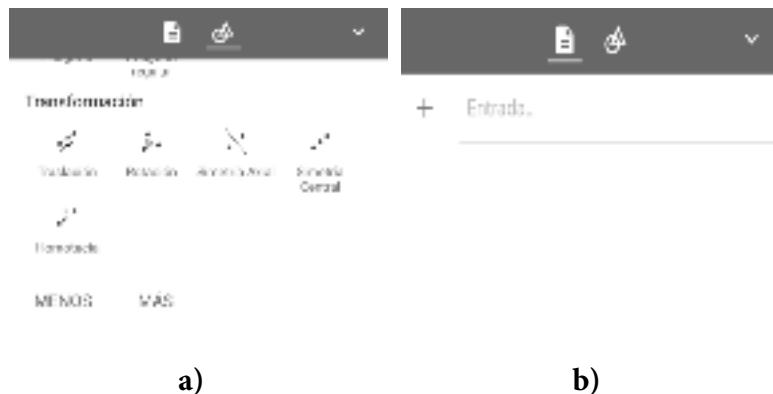 Transformación
Traslación Rotación Simetría Axial Simetría
Central
Homotecia
MENOS MÁS
a)
+ Entrada...
b)